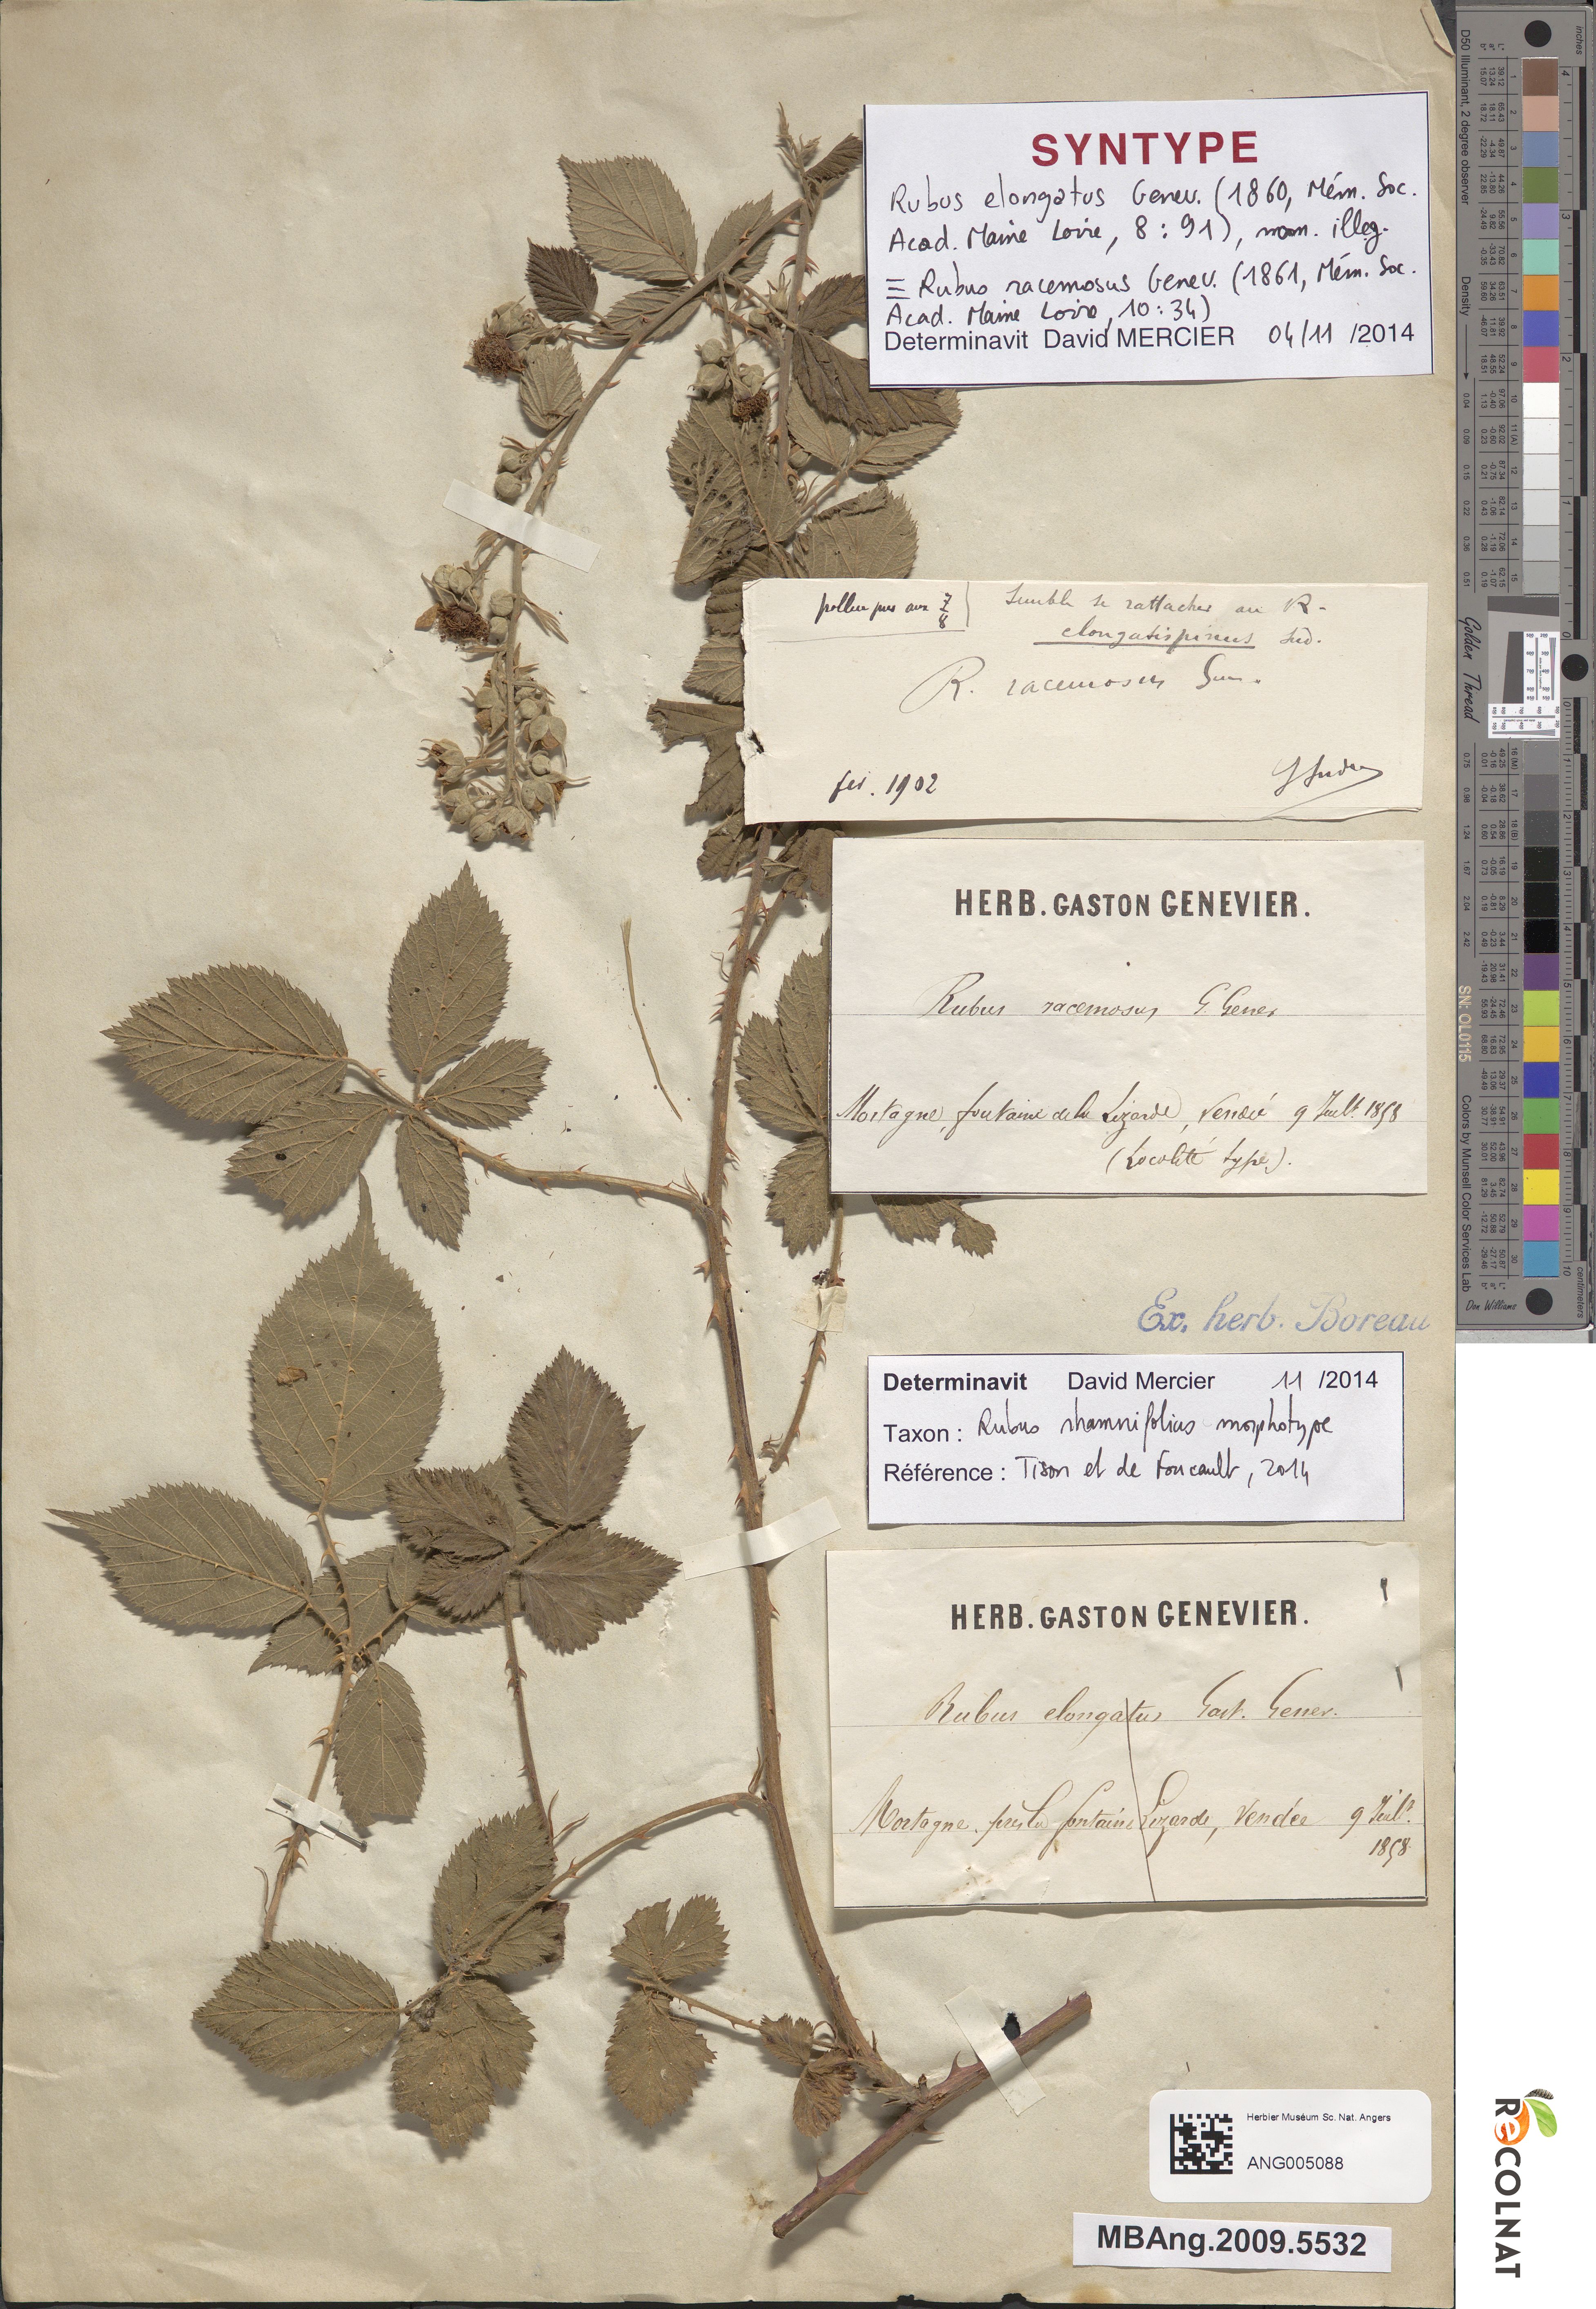 SYNTYPE
Rubus elongatus Genev. (1860, Mém. Soc.
Acad. Maine Loire, 8 : 91), nom. illeg.
≡ Rubus racemosus Genev. (1861, Mém. Soc.
Acad. Maine Loire, 10 : 34)
Determinavit David MERCIER 04/11 /2014
pollen pur aux 7/8
Semble se rattacher au R.
elongatispinus Sud.
R. racemosus Gen.
fev. 1902
HERB. GASTON GENEVIER.
Rubus racemosus G. Genev
Mortagne, fontaine de la Lizarde, Vendée 9 Juill. 1858
(Localité type).
Ex. herb. Boreau
Determinavit David Mercier 11 /2014
Taxon : Rubus rhamnifolius morphotype
Référence : Tison et de Foucault, 2014
HERB. GASTON GENEVIER.
Rubus elongatus Gast. Genev.
Mortagne, près la fontaine Lizarde, Vendée 9 Juill.
1858
Herbier Muséum Sc. Nat. Angers
ANG005088
MBAng.2009.5532
ReCOLNAT
inches
centimeters
D50 Illuminant, 2 degree observer
Density
Golden Thread
SN: OL0115
Colors by Munsell Color Services Lab
Don Williams